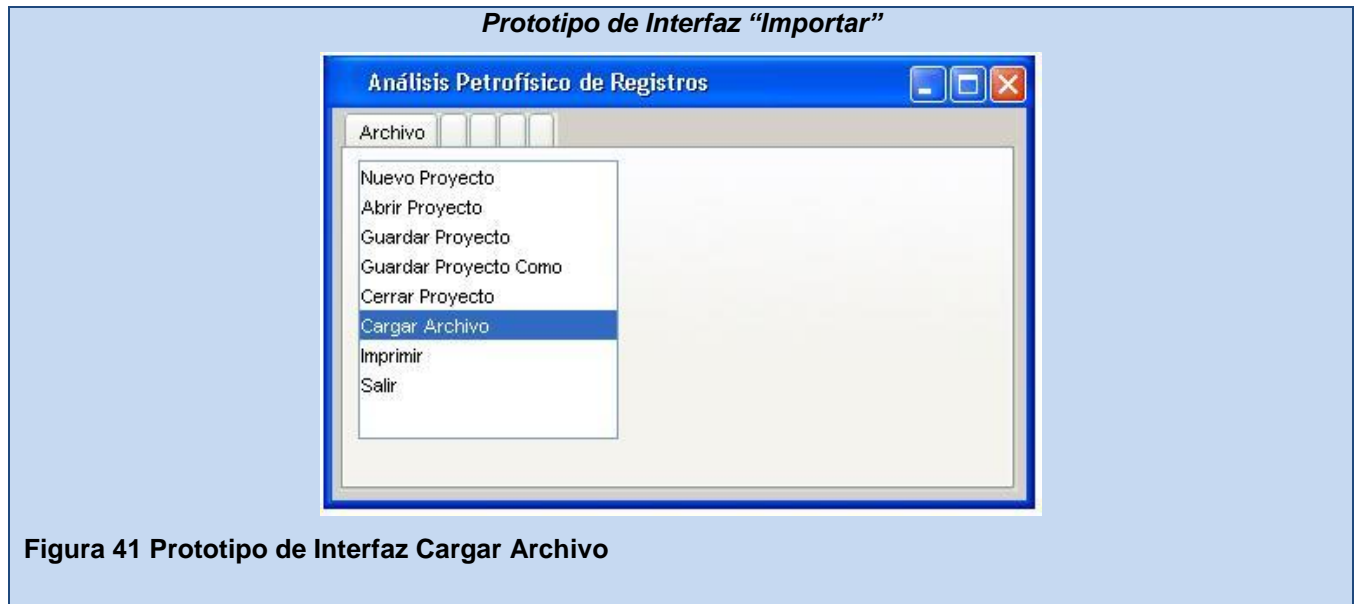 Prototipo de Interfaz “Importar”
Análisis Petrofísico de Registros
Archivo
Nuevo Proyecto
Abrir Proyecto
Guardar Proyecto
Guardar Proyecto Como
Cerrar Proyecto
Cargar Archivo
Imprimir
Salir
Figura 41 Prototipo de Interfaz Cargar Archivo